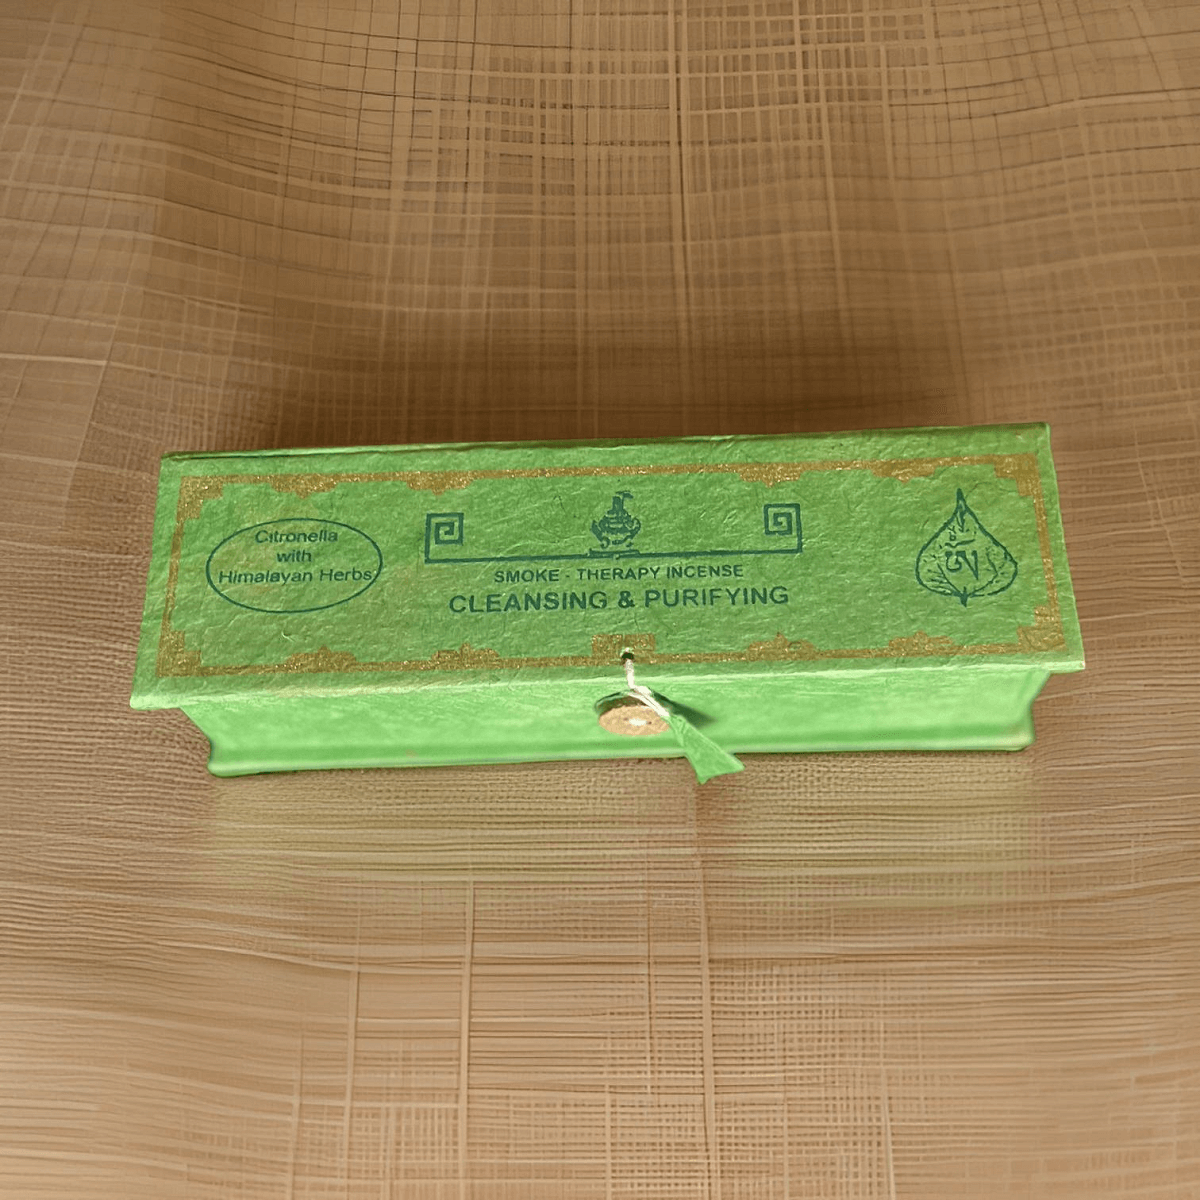 Citronella
with
Himalayan Herbs
SMOKE - THERAPY INCENSE
CLEANSING & PURIFYING